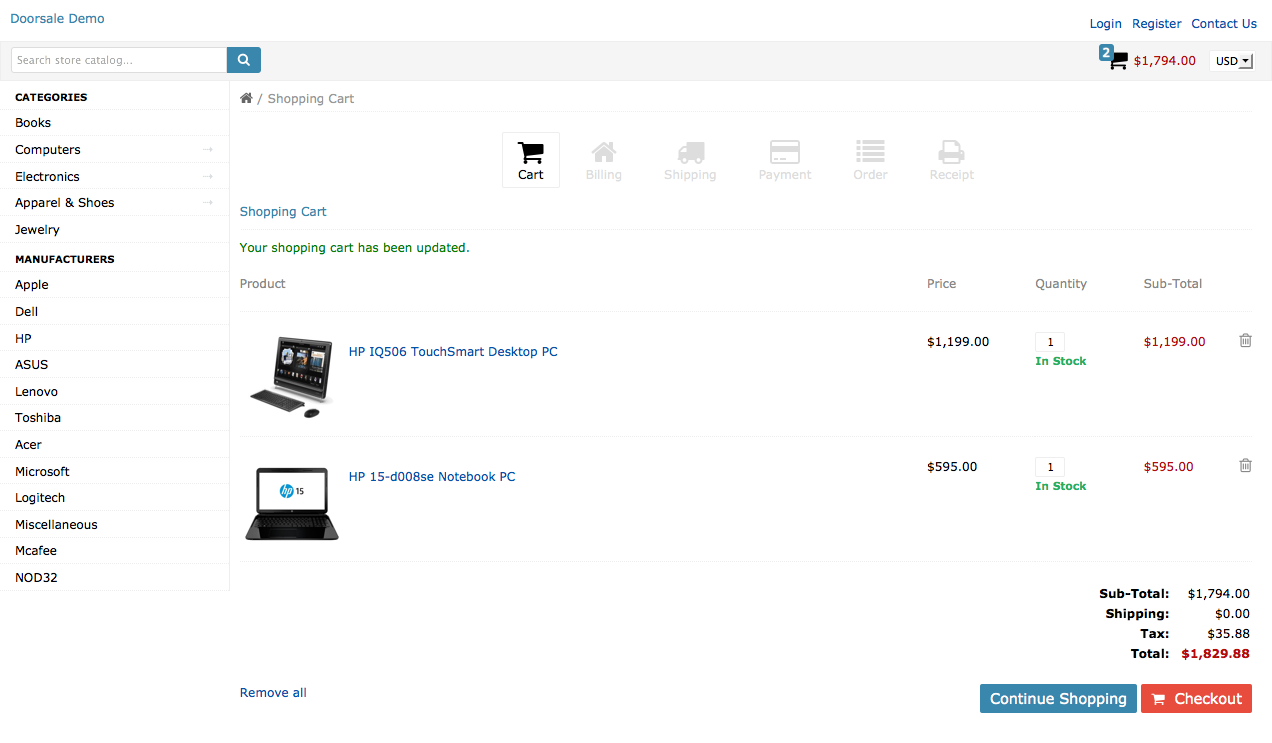 Doorsale Demo
Login Register Contact Us
Search store catalog...
2 $1,794.00 USD
CATEGORIES
Books
Computers
Electronics
Apparel & Shoes
Jewelry
MANUFACTURERS
Apple
Dell
HP
ASUS
Lenovo
Toshiba
Acer
Microsoft
Logitech
Miscellaneous
Mcafee
NOD32
/ Shopping Cart
Cart Billing Shipping Payment Order Receipt
Shopping Cart
Your shopping cart has been updated.
Product Price Quantity Sub-Total
HP IQ506 TouchSmart Desktop PC $1,199.00 1 $1,199.00
In Stock
hp 15
HP 15-d008se Notebook PC $595.00 1 $595.00
In Stock
Sub-Total: $1,794.00
Shipping: $0.00
Tax: $35.88
Total: $1,829.88
Remove all Continue Shopping Checkout